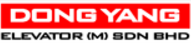 DONG YANG
ELEVATOR (M) SDN BHD